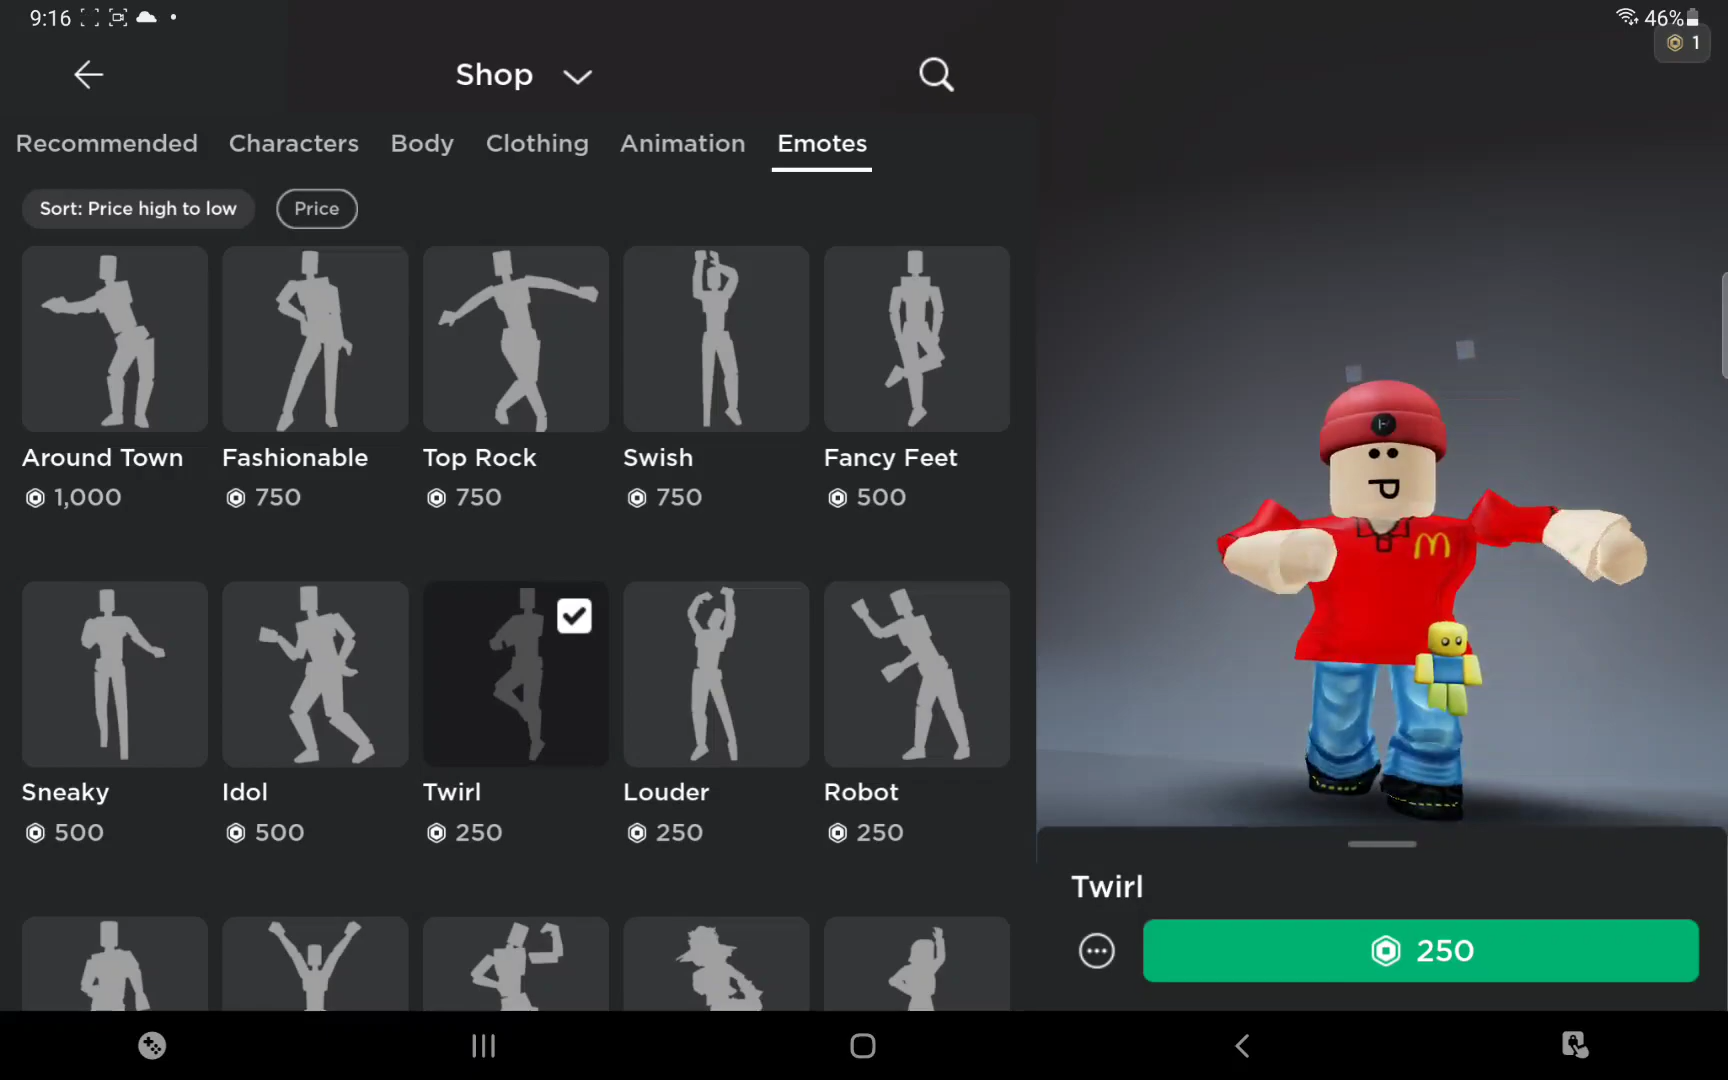 9:16
46%
1
Shop
Recommended Characters Body Clothing Animation Emotes
Sort: Price high to low Price
Around Town Fashionable Top Rock Swish Fancy Feet
1,000 750 750 750 500
Sneaky Idol Twirl Louder Robot
500 500 250 250 250
Twirl
250